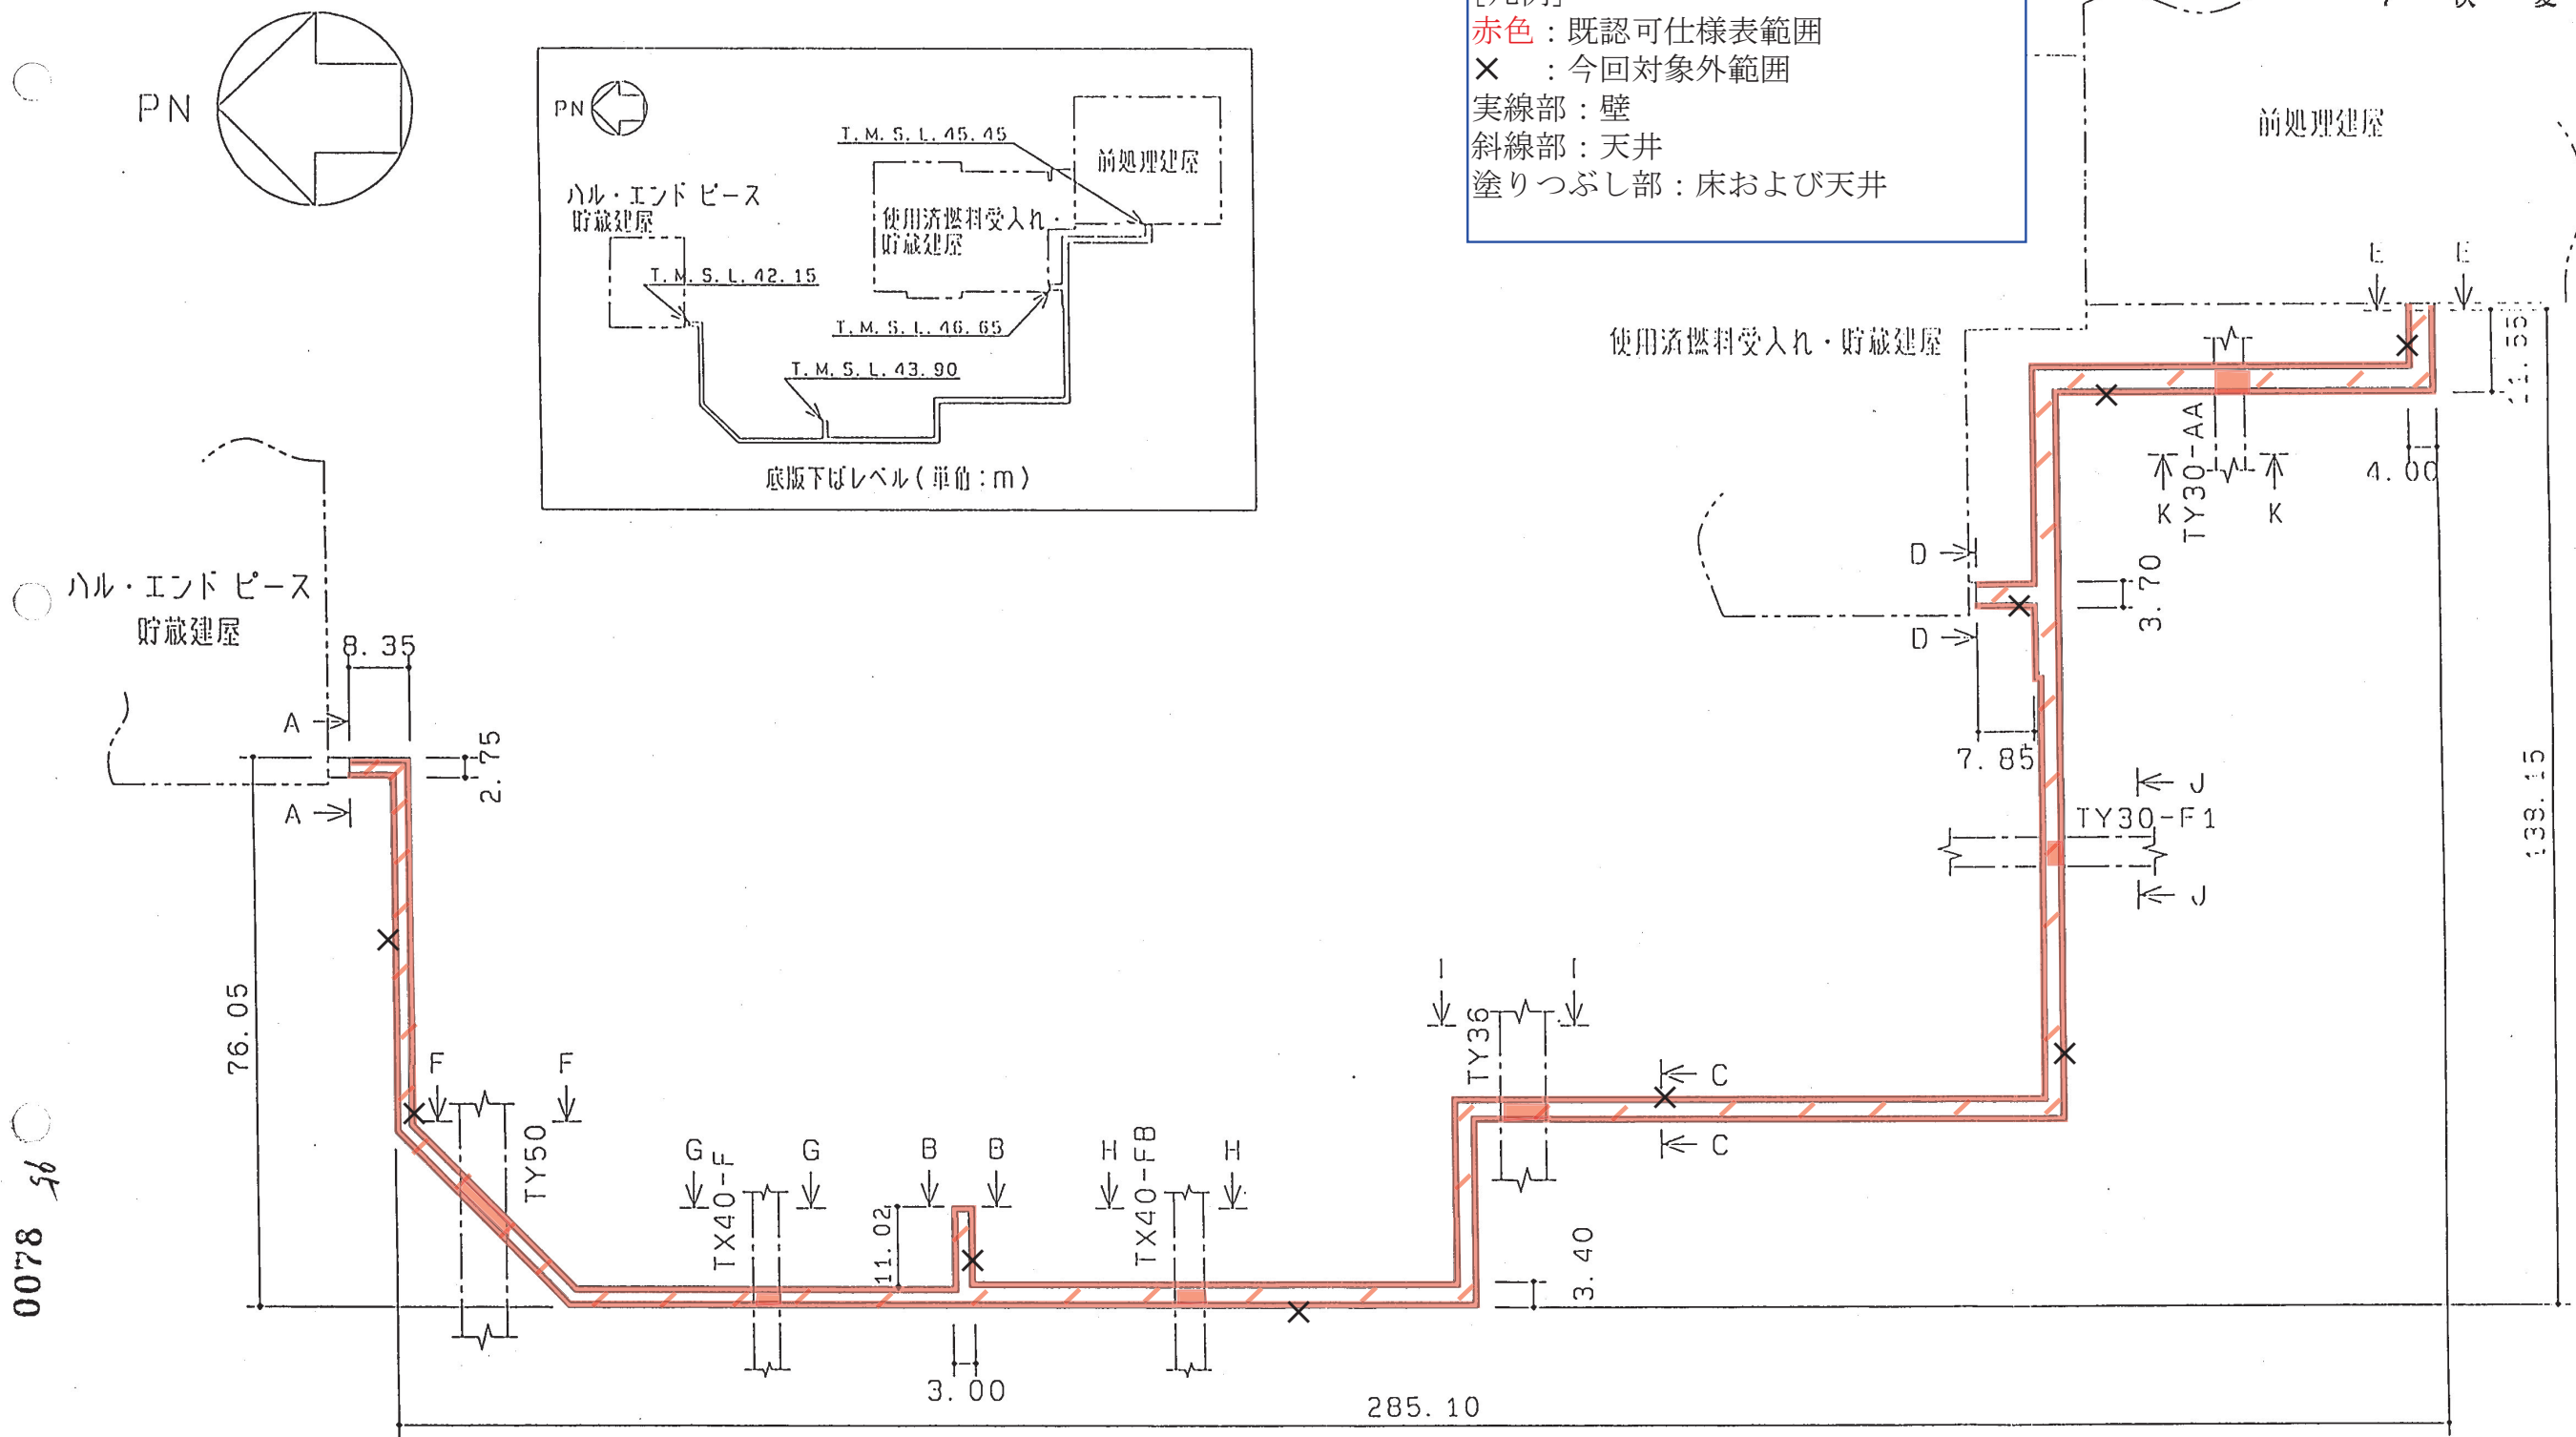 赤色：既認可仕様表範囲
×　：今回対象外範囲
実線部：壁
斜線部：天井
塗りつぶし部：床および天井
PN
PN
T.M.S.L.45.45
前処理建屋
ハル・エンド ピース
貯蔵建屋
使用済燃料受入れ・
貯蔵建屋
T.M.S.L.42.15
T.M.S.L.46.65
T.M.S.L.43.90
底版下ばレベル(単位:m)
前処理建屋
E E
使用済燃料受入れ・貯蔵建屋
11.55
4.00
TY30-AA
K K
D
D
3.70
7.85
ハル・エンド ピース
貯蔵建屋
8.35
A
A
2.75
J
TY30-F1
J
138.15
76.05
I I
TY36
C
C
F F
TY50
G G
TX40-F
B B
11.02
H H
TX40-FB
3.40
3.00
285.10
0078